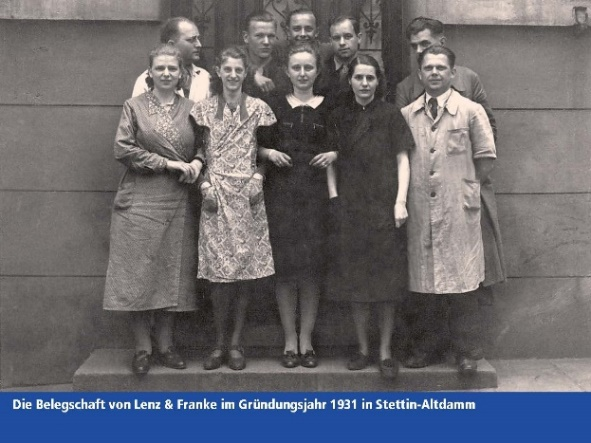 Die Belegschaft von Lenz & Franke im Gründungsjahr 1931 in Stettin-Altdamm